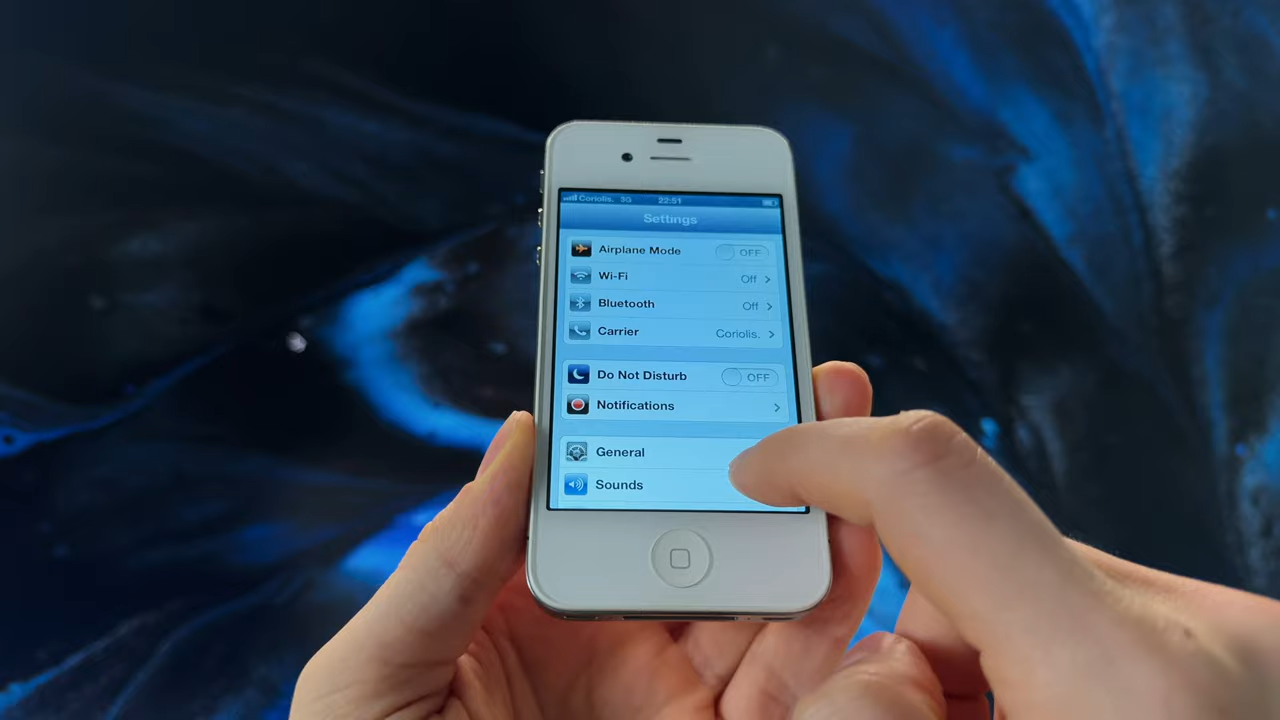 Coriolis. 3G 22:51
Settings
Airplane Mode OFF
Wi-Fi Off
Bluetooth Off
Carrier Coriolis.
Do Not Disturb OFF
Notifications
General
Sounds